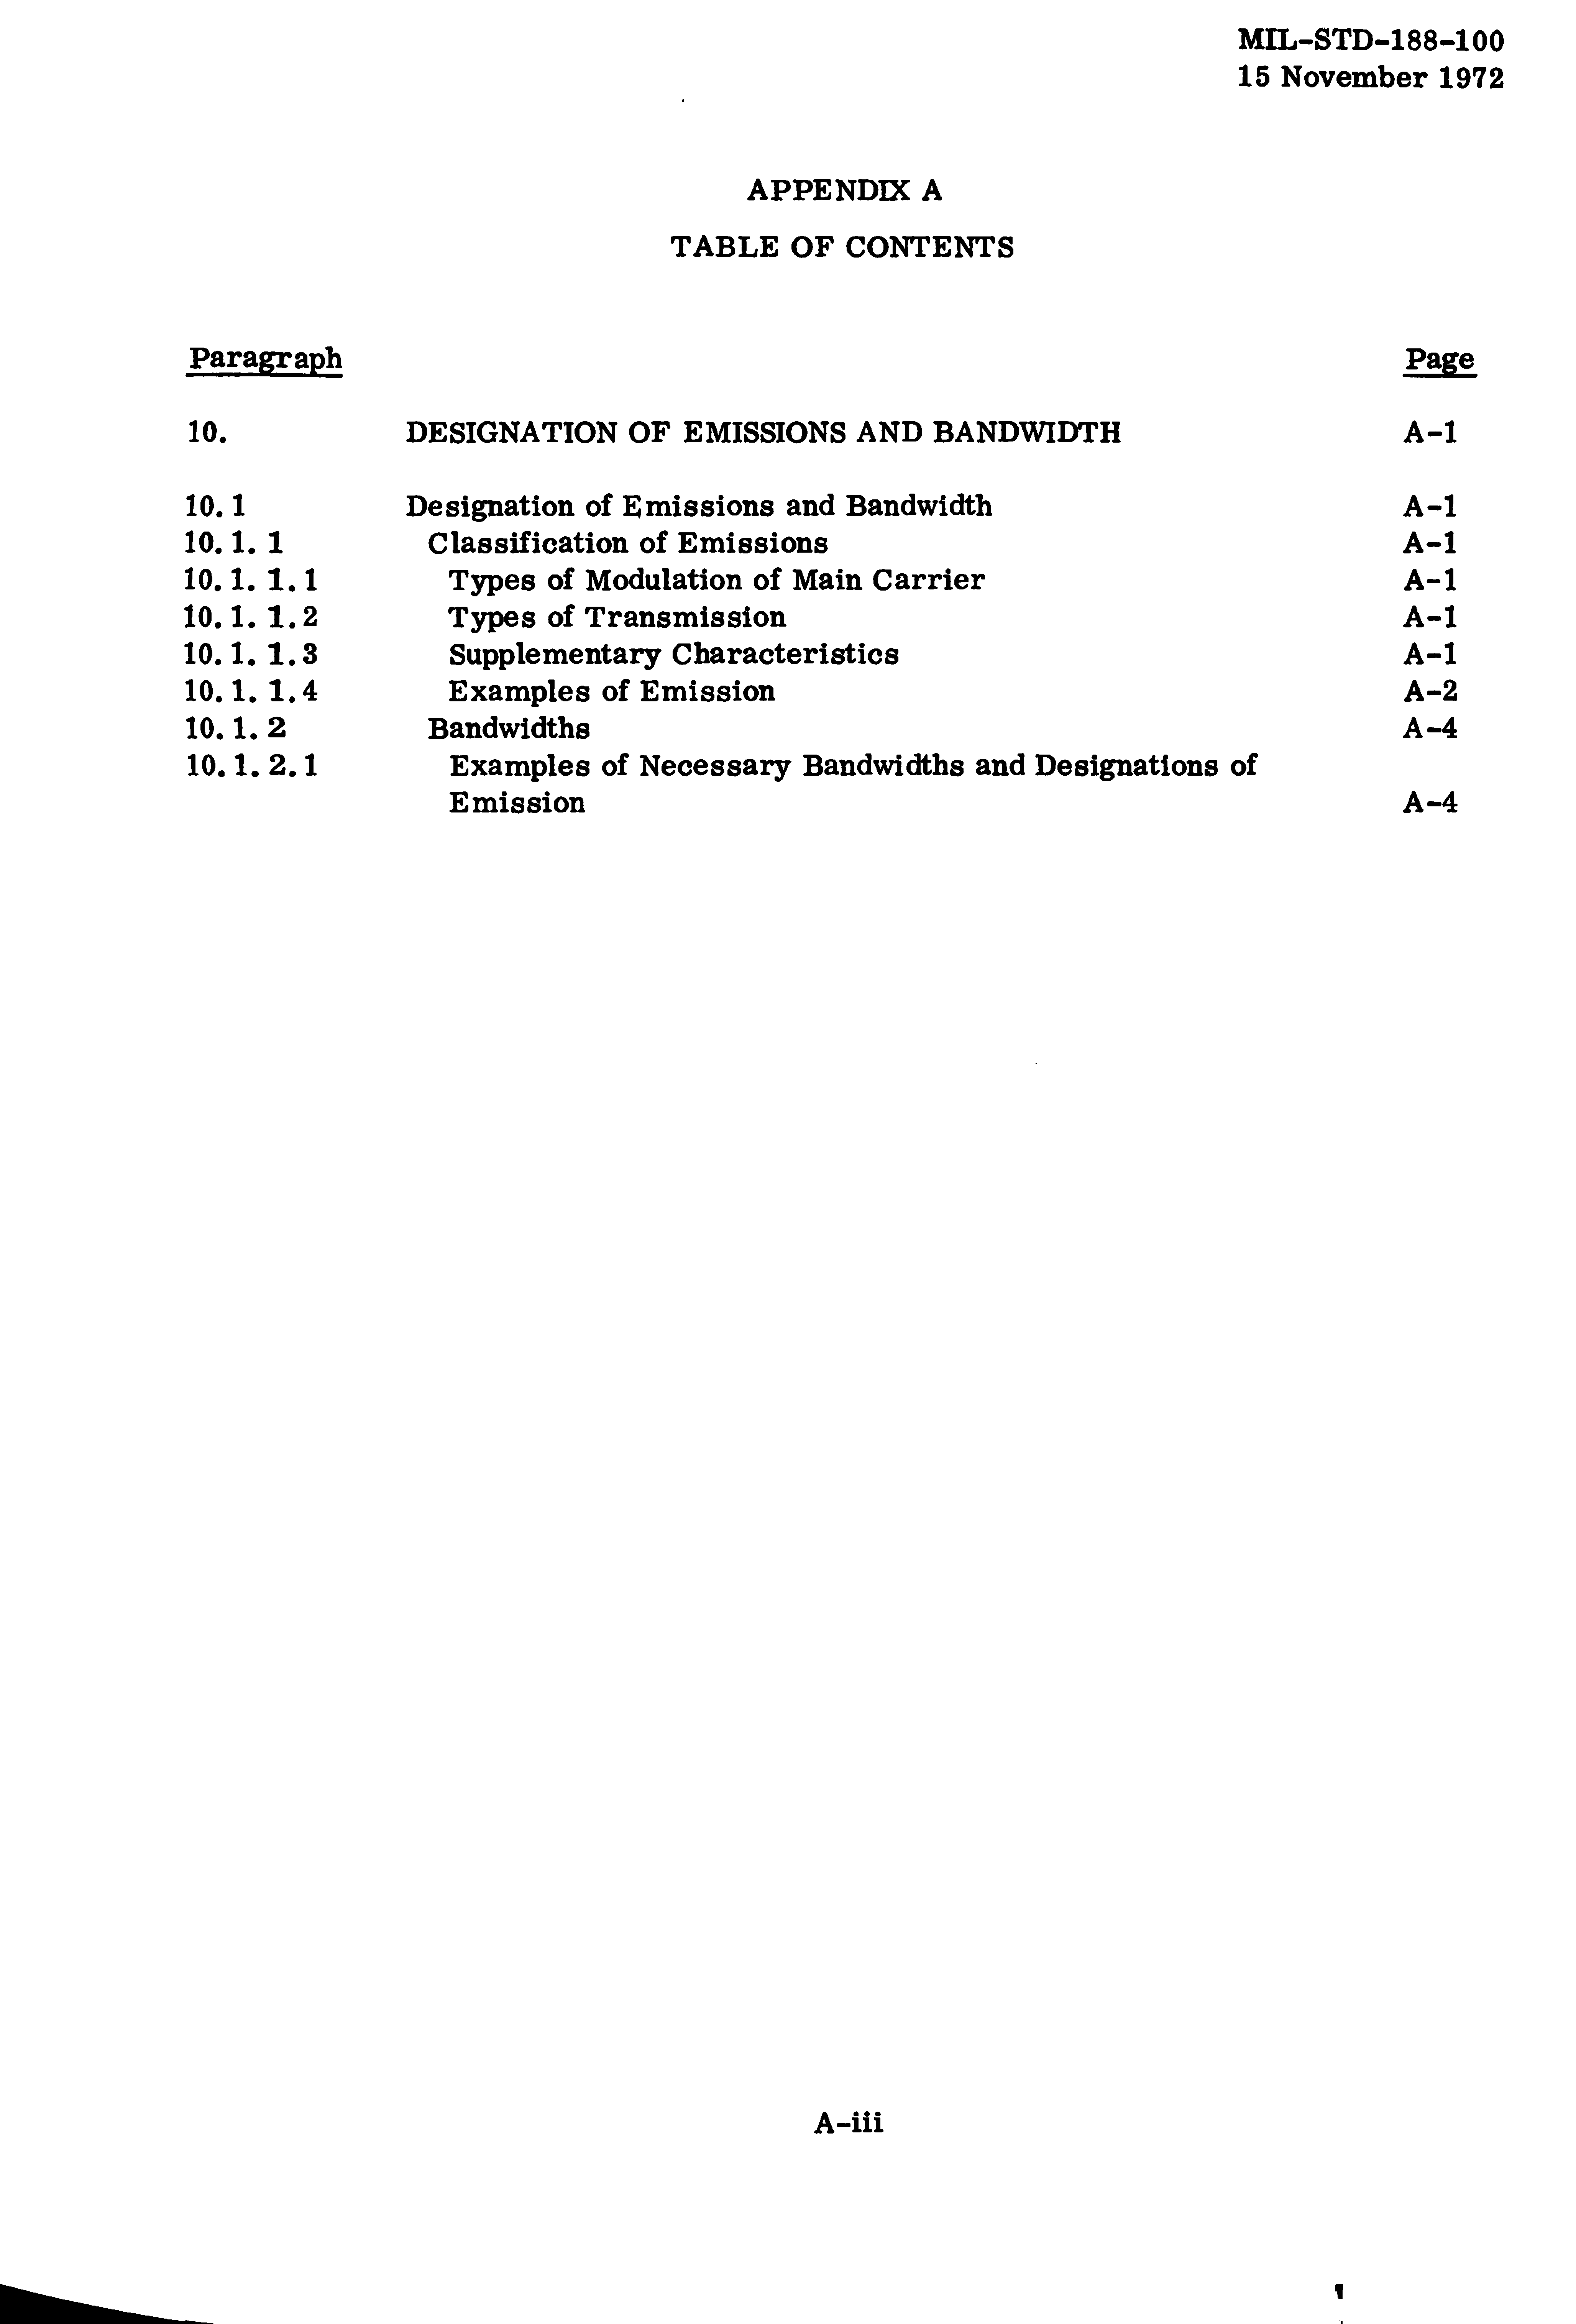 MIL-STD-188-100
15 November 1972
APPENDIX A
TABLE OF CONTENTS
Paragraph Page
10. DESIGNATION OF EMISSIONS AND BANDWIDTH A-1
10.1 Designation of Emissions and Bandwidth A-1
10.1.1 Classification of Emissions A-1
10.1.1.1 Types of Modulation of Main Carrier A-1
10.1.1.2 Types of Transmission A-1
10.1.1.3 Supplementary Characteristics A-1
10.1.1.4 Examples of Emission A-2
10.1.2 Bandwidths A-4
10.1.2.1 Examples of Necessary Bandwidths and Designations of
Emission A-4
A-iii